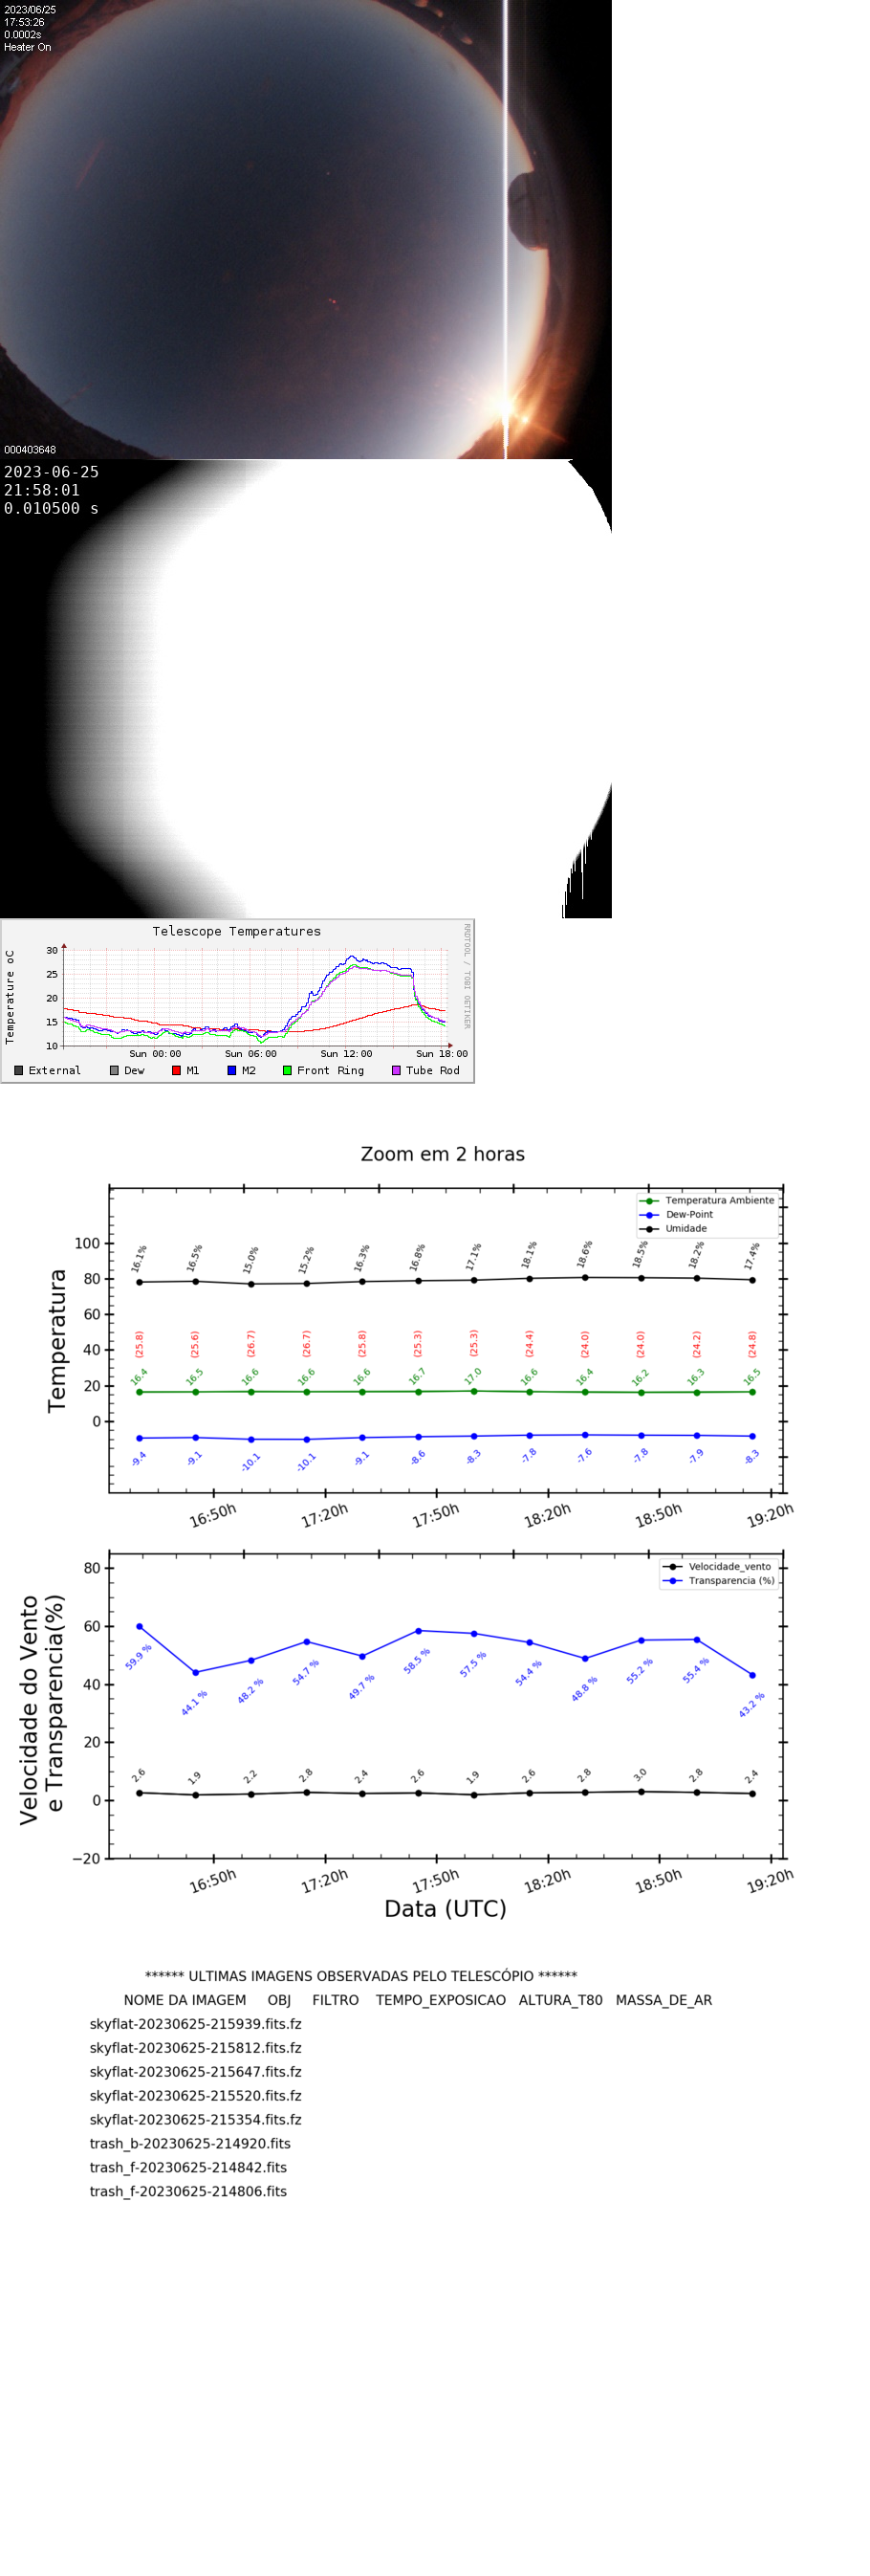 2023/06/25
17:53:26
0.0002s
Heater On
000403648
2023-06-25
21:58:01
0.010500 s
Telescope Temperatures
RRDTOOL / TOBI OETIKER
Temperature oC
30
25
20
15
10
Sun 00:00 Sun 06:00 Sun 12:00 Sun 18:00
External Dew M1 M2 Front Ring Tube Rod
Zoom em 2 horas
Temperatura Ambiente
Dew-Point
Umidade
Temperatura
100
80
60
40
20
0
16.1% 16.5% 15.0% 15.2% 16.3% 16.8% 17.1% 18.1% 18.6% 18.5% 18.2% 17.4%
(25.8) (25.6) (26.7) (26.7) (25.8) (25.3) (25.3) (24.4) (24.0) (24.0) (24.2) (24.8)
16.4 16.5 16.6 16.6 16.6 16.7 17.0 16.6 16.4 16.2 16.3 16.5
-9.4 -9.1 -10.1 -10.1 -9.1 -8.6 -8.3 -7.8 -7.6 -7.8 -7.9 -8.3
16:50h 17:20h 17:50h 18:20h 18:50h 19:20h
Velocidade_vento
Transparencia (%)
Velocidade do Vento
e Transparencia(%)
80
60
40
20
0
−20
59.9 % 44.1 % 48.2 % 54.7 % 49.7 % 58.5 % 57.5 % 54.4 % 48.8 % 55.2 % 55.4 % 43.2 %
2.6 1.9 2.2 2.8 2.4 2.6 1.9 2.6 2.8 3.0 2.8 2.4
16:50h 17:20h 17:50h 18:20h 18:50h 19:20h
Data (UTC)
****** ULTIMAS IMAGENS OBSERVADAS PELO TELESCÓPIO ******
NOME DA IMAGEM OBJ FILTRO TEMPO_EXPOSICAO ALTURA_T80 MASSA_DE_AR
skyflat-20230625-215939.fits.fz
skyflat-20230625-215812.fits.fz
skyflat-20230625-215647.fits.fz
skyflat-20230625-215520.fits.fz
skyflat-20230625-215354.fits.fz
trash_b-20230625-214920.fits
trash_f-20230625-214842.fits
trash_f-20230625-214806.fits